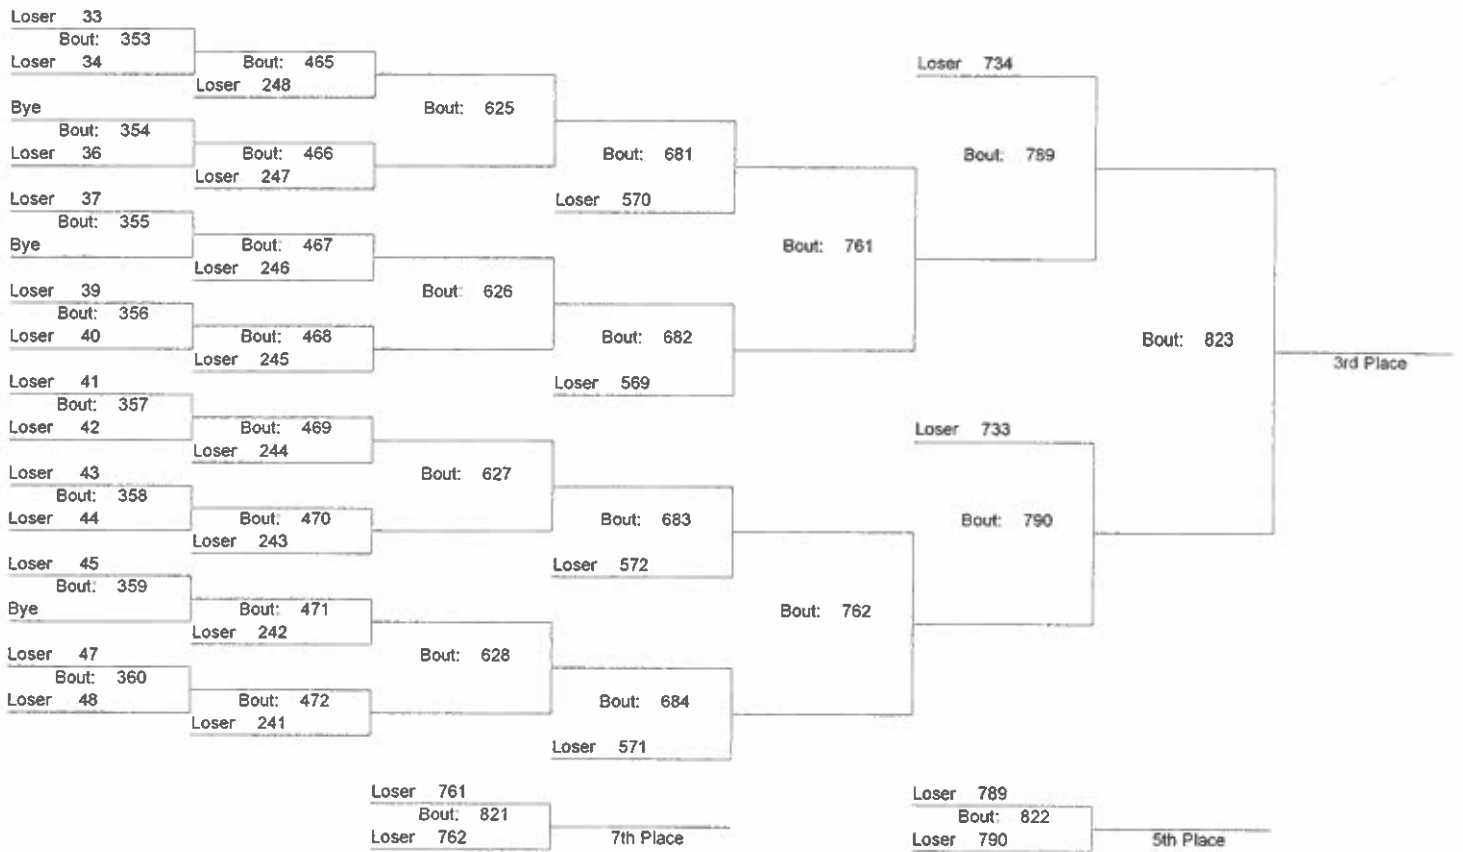 Loser 33
Bout: 353
Loser 34
Bout: 465
Loser 248
Bye
Bout: 354
Loser 36
Bout: 466
Loser 247
Bout: 625
Loser 37
Bout: 355
Bye
Bout: 467
Loser 246
Loser 39
Bout: 356
Loser 40
Bout: 468
Loser 245
Bout: 626
Loser 41
Bout: 357
Loser 42
Bout: 469
Loser 244
Loser 43
Bout: 358
Loser 44
Bout: 470
Loser 243
Bout: 627
Loser 45
Bout: 359
Bye
Bout: 471
Loser 242
Loser 47
Bout: 360
Loser 48
Bout: 472
Loser 241
Bout: 628
Bout: 681
Loser 570
Bout: 682
Loser 569
Bout: 683
Loser 572
Bout: 684
Loser 571
Bout: 761
Bout: 762
Loser 734
Bout: 789
Loser 733
Bout: 790
Bout: 823
3rd Place
Loser 761
Bout: 821
Loser 762
7th Place
Loser 789
Bout: 822
Loser 790
5th Place